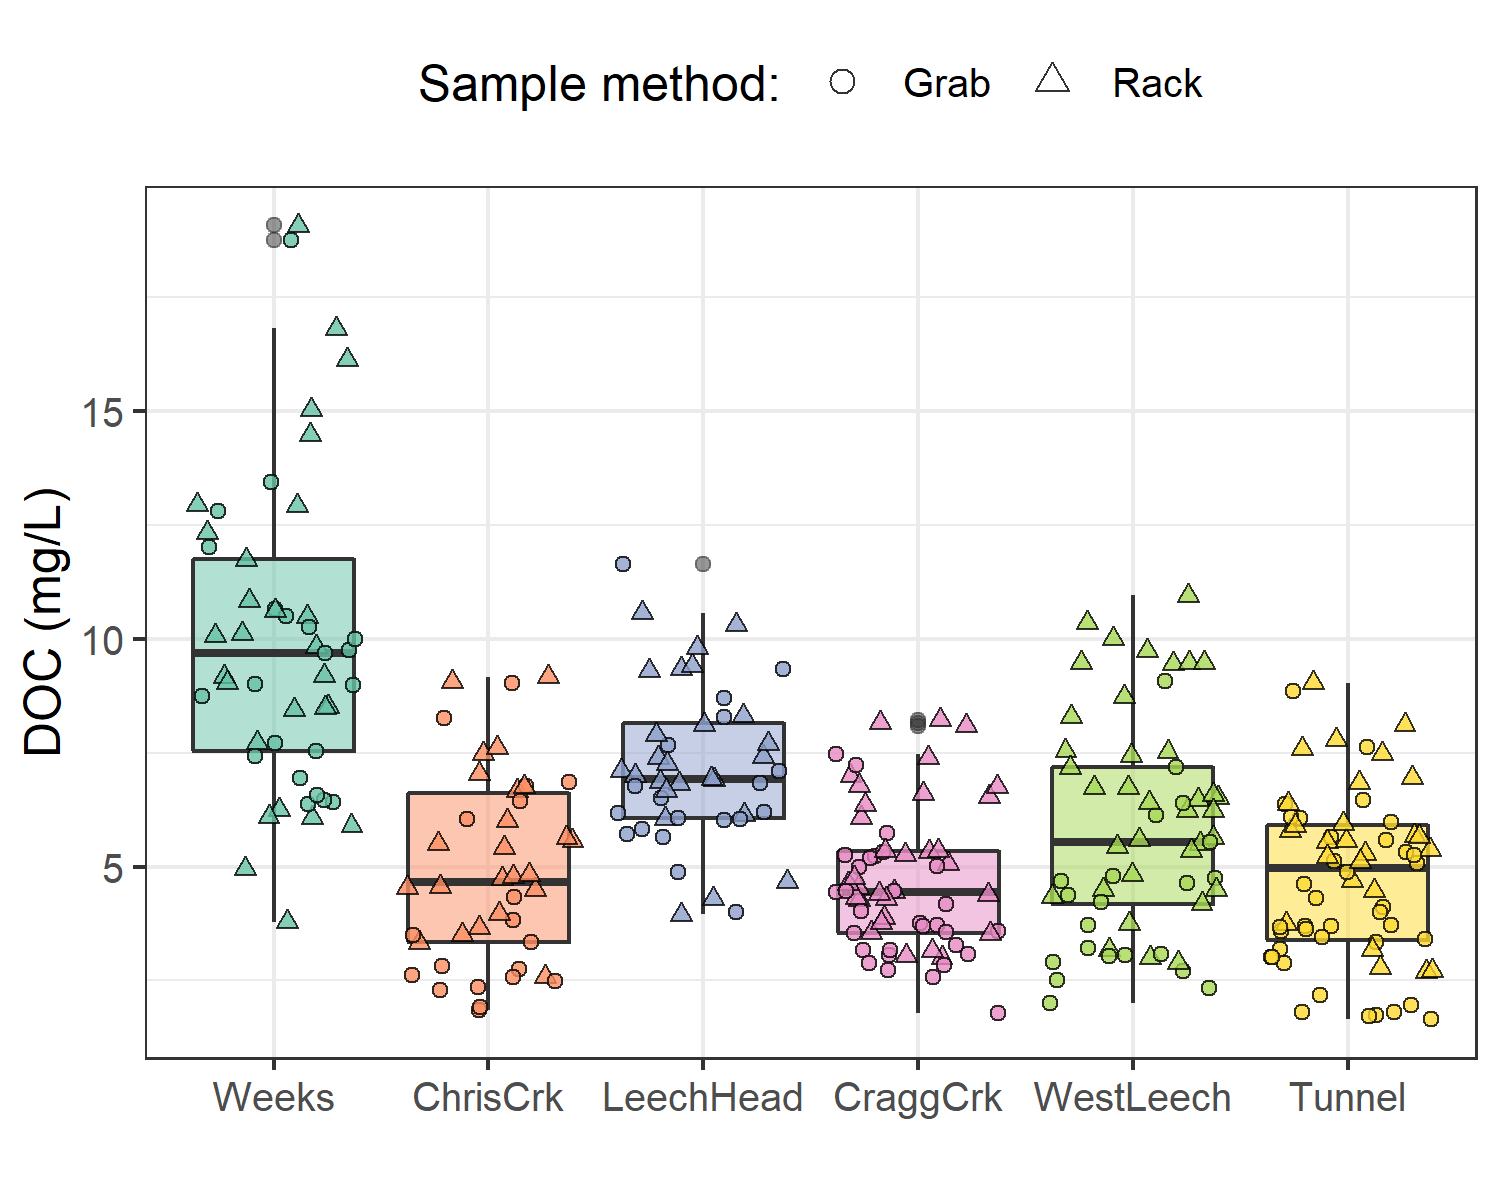 Sample method: Grab Rack
DOC (mg/L)
15
10
5
Weeks ChrisCrk LeechHead CraggCrk WestLeech Tunnel